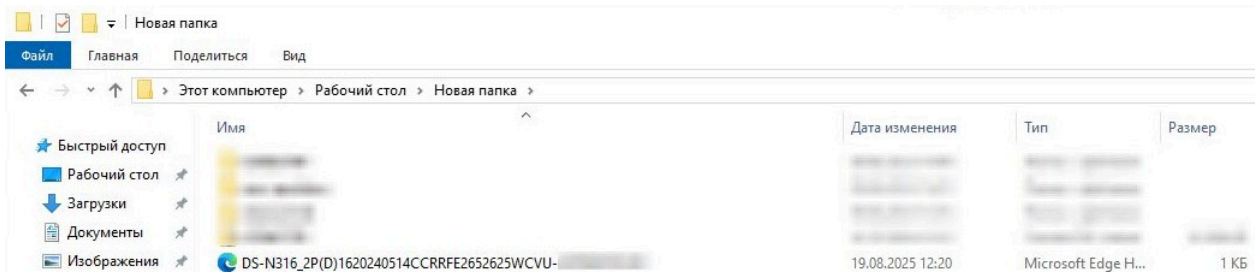 Новая папка
Файл Главная Поделиться Вид
Этот компьютер › Рабочий стол › Новая папка ›
Имя Дата изменения Тип Размер
Быстрый доступ
Рабочий стол
Загрузки
Документы
Изображения DS-N316_2P(D)1620240514CCRRFE2652625WCVU- 19.08.2025 12:20 Microsoft Edge H... 1 КБ